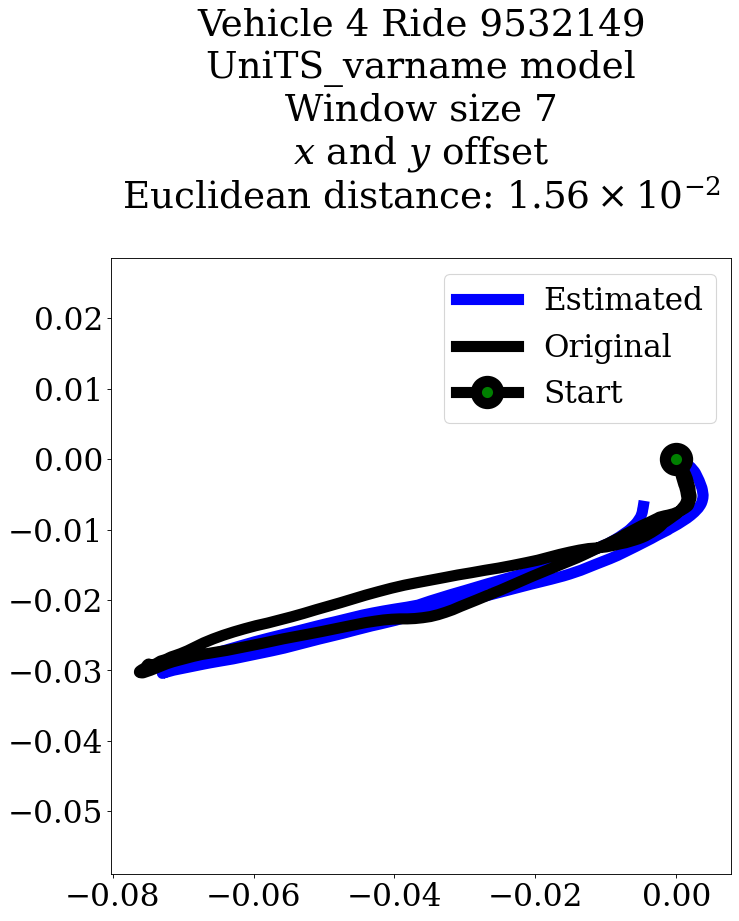 Vehicle 4 Ride 9532149
UniTS_varname model
Window size 7
x and y offset
Euclidean distance: 1.56 × 10⁻²
Estimated
Original
Start
0.02
0.01
0.00
−0.01
−0.02
−0.03
−0.04
−0.05
−0.08 −0.06 −0.04 −0.02 0.00